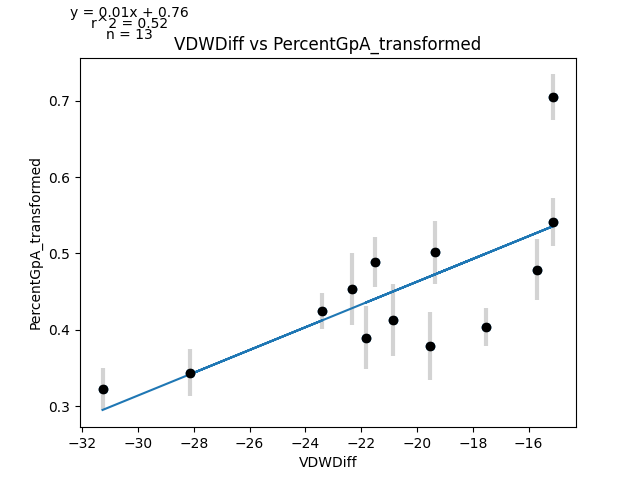 y = 0.01x + 0.76
r^2 = 0.52
n = 13
VDWDiff vs PercentGpA_transformed
PercentGpA_transformed
0.7
0.6
0.5
0.4
0.3
−32 −30 −28 −26 −24 −22 −20 −18 −16
VDWDiff